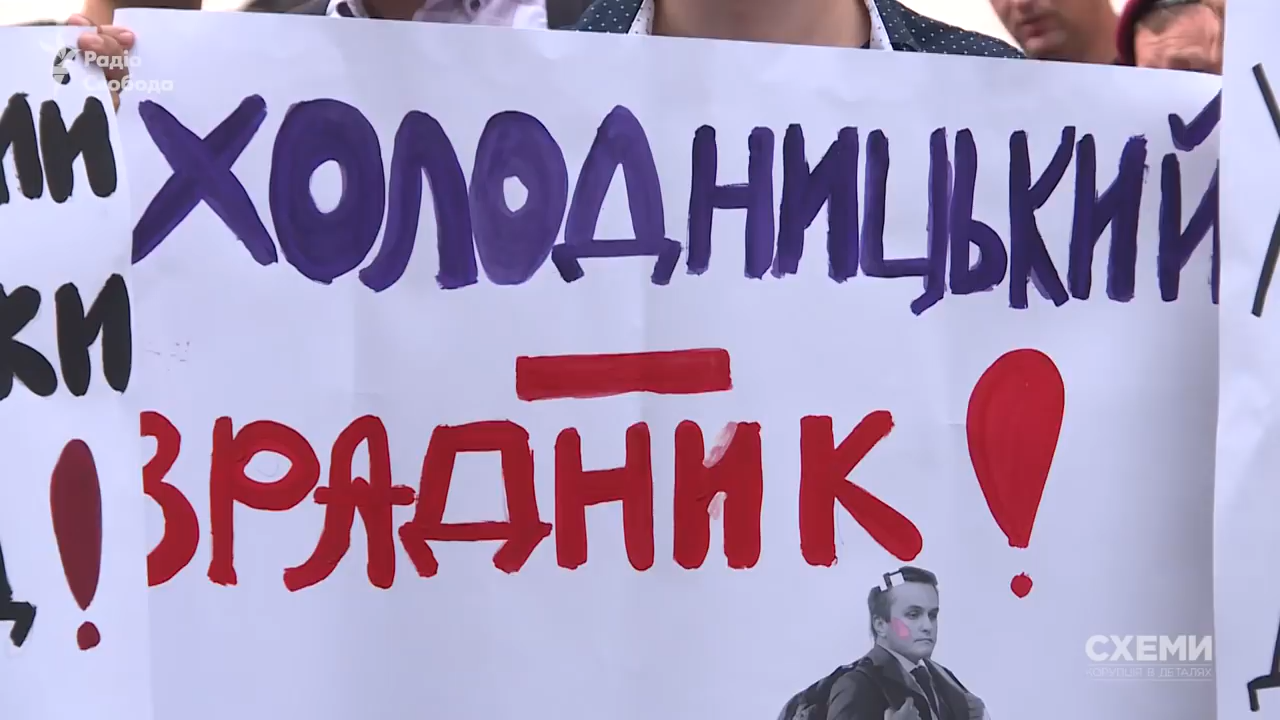 Радіо
Свобода
ХОЛОДНИЦЬКИЙ
–
ЗРАДНИК!
СХЕМИ
КОРУПЦІЯ В ДЕТАЛЯХ